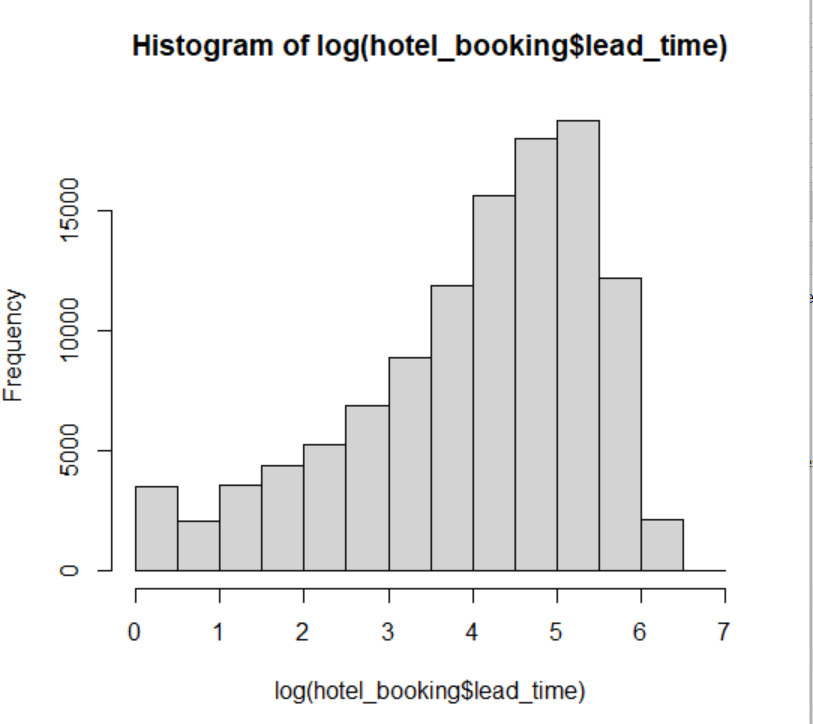 Histogram of log(hotel_booking$lead_time)
Frequency
15000
10000
5000
0
0 1 2 3 4 5 6 7
log(hotel_booking$lead_time)